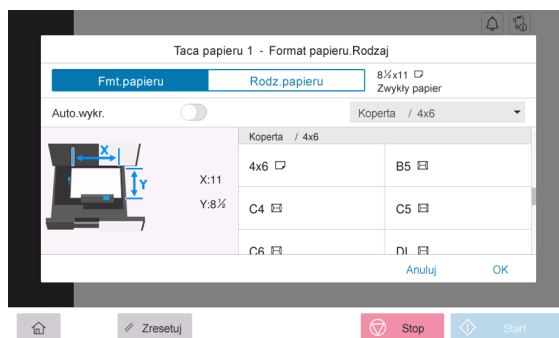 Taca papieru 1 - Format papieru.Rodzaj
Fmt.papieru
Rodz.papieru
8½x11
Zwykły papier
Auto.wykr.
Koperta / 4x6
Koperta / 4x6
X
Y
X:11
Y:8½
4x6
B5
C4
C5
C6
DL
Anuluj
OK
Zresetuj
Stop
Start